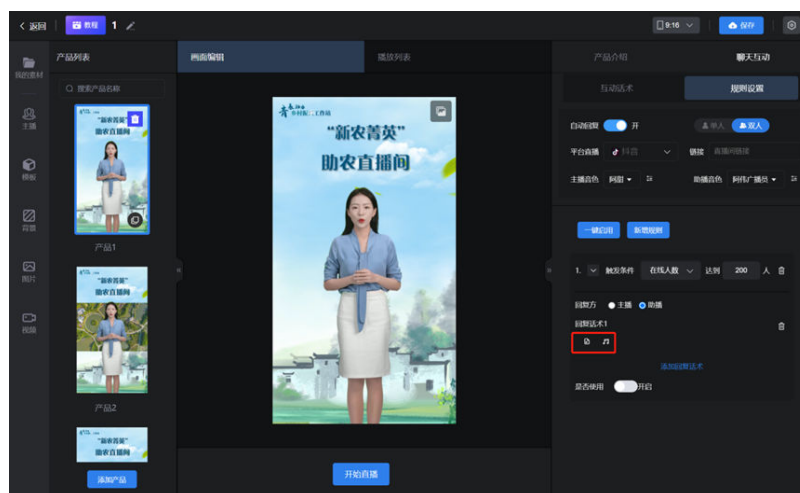 返回
教程
1
9:16
保存
我的素材
主播
模板
背景
图片
视频
产品列表
搜索产品名称
"新农菁英"
助农直播间
产品1
"新农菁英"
助农直播间
产品2
"新农菁英"
助农直播间
添加产品
画面编辑
播放列表
"新农菁英"
助农直播间
开始直播
产品介绍
聊天互动
互动话术
规则设置
自动回复 开
单人
双人
平台直播 抖音
链接 直播间链接
主播音色 阿甜
助播音色 阿伟广播员
一键启用
新增规则
1. 触发条件 在线人数 达到 200 人
回复方 主播 助播
回复话术1
添加回复话术
是否使用 开启